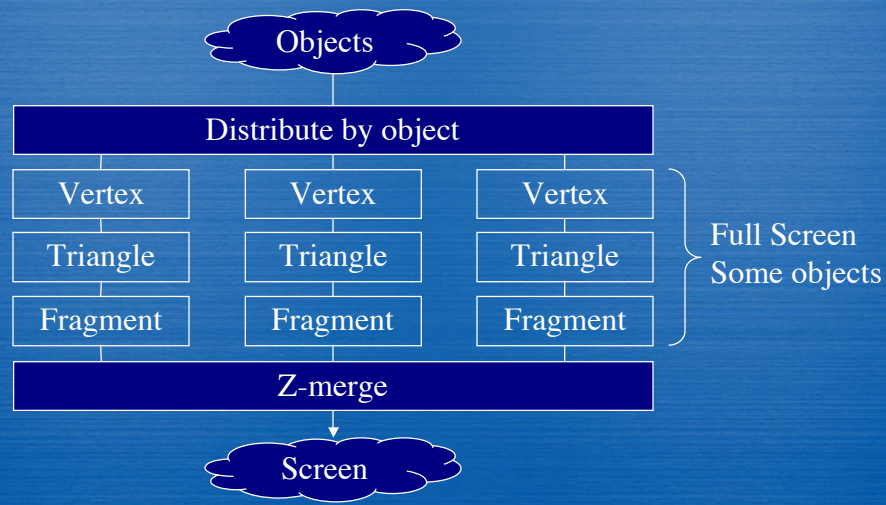 Objects
Distribute by object
Vertex Vertex Vertex
Triangle Triangle Triangle
Fragment Fragment Fragment
Full Screen
Some objects
Z-merge
Screen